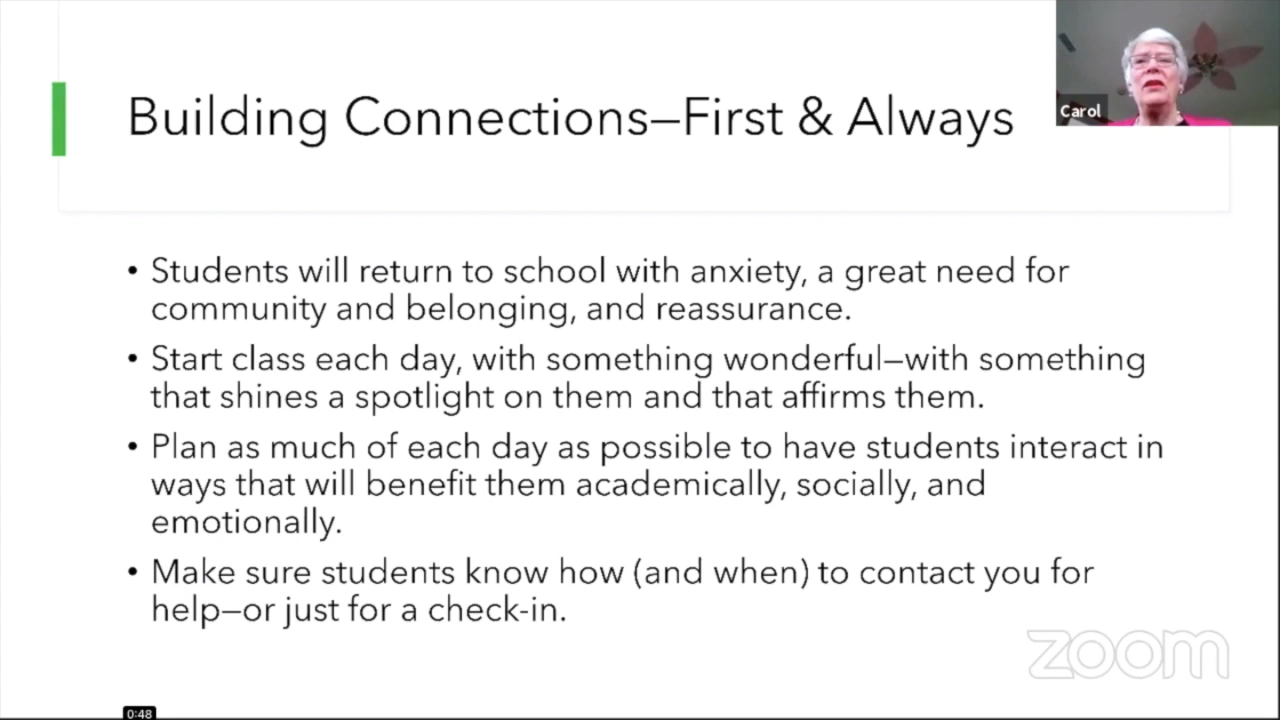 Building Connections—First & Always
Carol
• Students will return to school with anxiety, a great need for
community and belonging, and reassurance.
• Start class each day, with something wonderful—with something
that shines a spotlight on them and that affirms them.
• Plan as much of each day as possible to have students interact in
ways that will benefit them academically, socially, and
emotionally.
• Make sure students know how (and when) to contact you for
help—or just for a check-in.
zoom
0:48